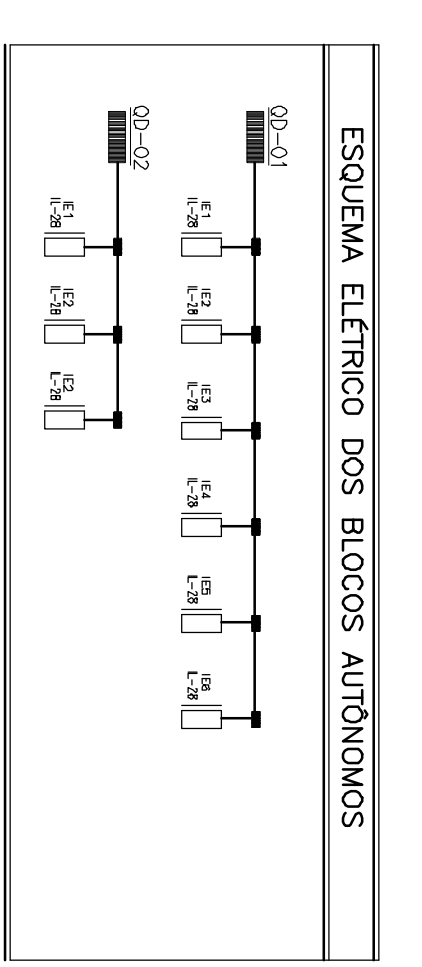 ESQUEMA ELÉTRICO DOS BLOCOS AUTÔNOMOS
QD-01
IE1
IL-28
IE2
IL-28
IE3
IL-28
IE4
IL-28
IE5
L-28
IE6
L-28
QD-02
IE1
IL-28
IE2
IL-28
IE2
L-28